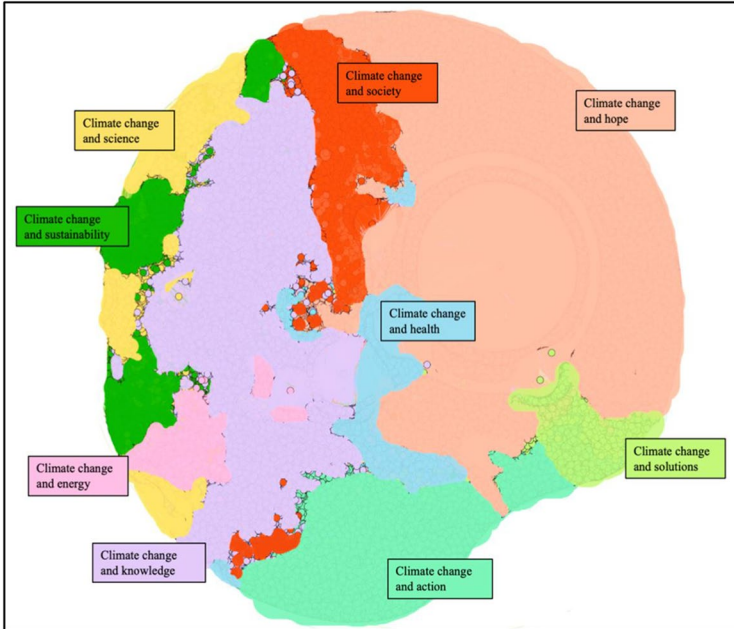 Climate change
and society
Climate change
and hope
Climate change
and science
Climate change
and sustainability
Climate change
and health
Climate change
and solutions
Climate change
and energy
Climate change
and knowledge
Climate change
and action